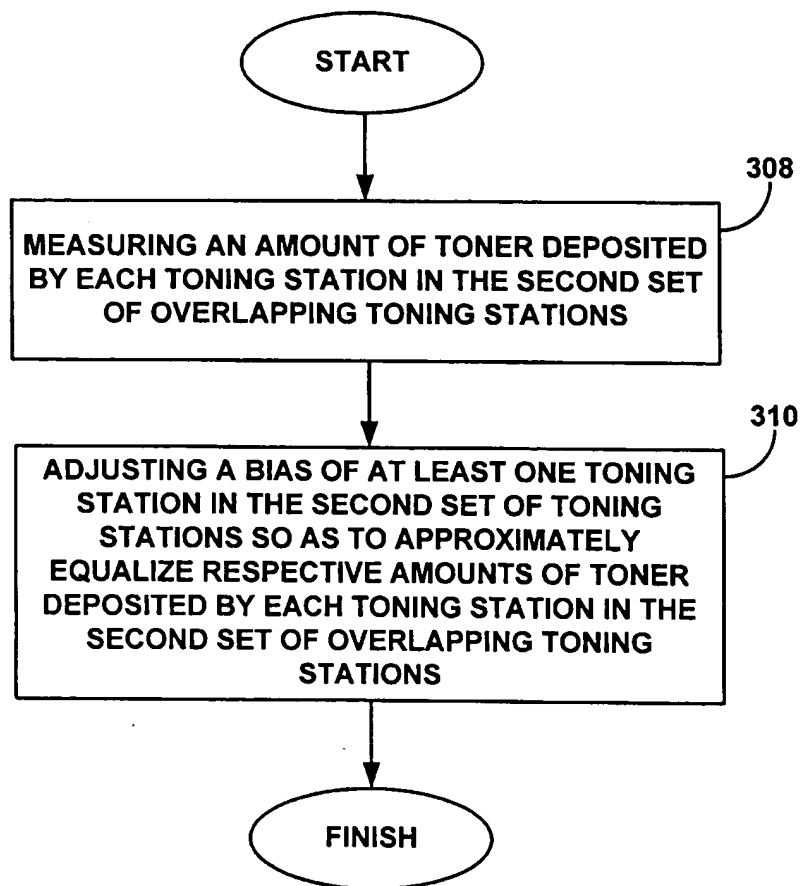 START
308
MEASURING AN AMOUNT OF TONER DEPOSITED
BY EACH TONING STATION IN THE SECOND SET
OF OVERLAPPING TONING STATIONS
310
ADJUSTING A BIAS OF AT LEAST ONE TONING
STATION IN THE SECOND SET OF TONING
STATIONS SO AS TO APPROXIMATELY
EQUALIZE RESPECTIVE AMOUNTS OF TONER
DEPOSITED BY EACH TONING STATION IN THE
SECOND SET OF OVERLAPPING TONING
STATIONS
FINISH